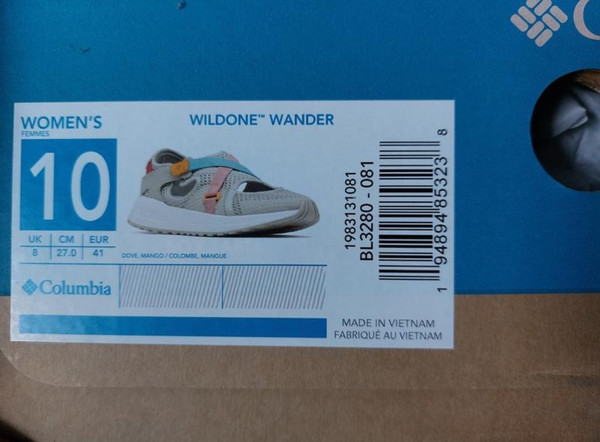 WOMEN'S
FEMMES
10
UK CM EUR
8 27.0 41
Columbia
WILDONE™ WANDER
DOVE, MANGO / COLOMBE, MANGUE
1983131081
BL3280 - 081
1 94894 85323 8
MADE IN VIETNAM
FABRIQUÉ AU VIETNAM